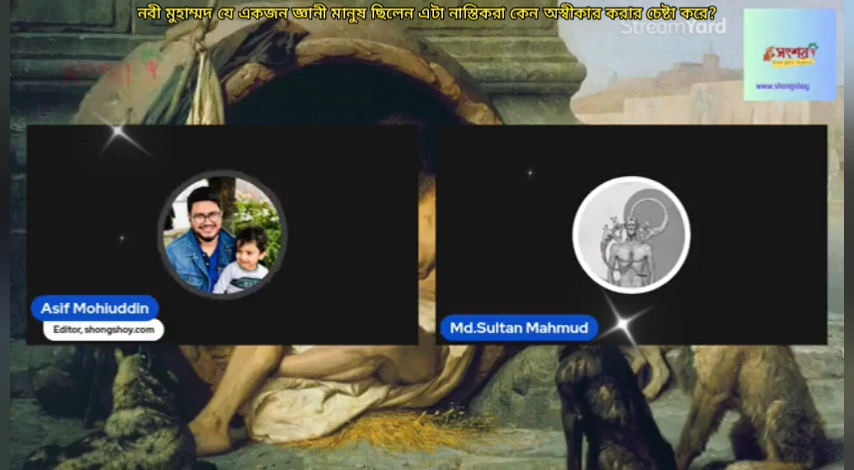 নবী মুহাম্মদ যে একজন জ্ঞানী মানুষ ছিলেন এটা নাস্তিকরা কেন অস্বীকার করার চেষ্টা করে?
StreamYard
সংশয়
www.shongshoy
Asif Mohiuddin
Editor, shongshoy.com
Md.Sultan Mahmud